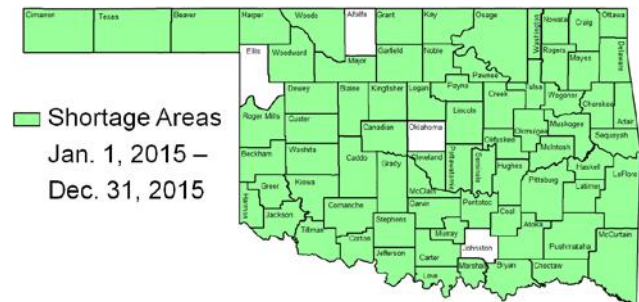 Cimarron Texas Beaver Harper Woods Alfalfa Grant Kay Osage Washington Nowata Craig Ottawa
Ellis Woodward Major Garfield Noble Pawnee Rogers Mayes Delaware
Dewey Blaine Kingfisher Logan Payne Creek Tulsa Wagoner Cherokee Adair
Shortage Areas
Jan. 1, 2015 –
Dec. 31, 2015
Roger Mills Custer Canadian Oklahoma Lincoln Okfuskee Okmulgee Muskogee Sequoyah
Beckham Washita Caddo Grady Cleveland Pottawatomie Seminole Hughes McIntosh Haskell LeFlore
Greer Kiowa McClain Pittsburg Latimer
Harmon Jackson Comanche Garvin Pontotoc Coal Atoka Pushmataha McCurtain
Tillman Cotton Stephens Murray Johnston
Jefferson Carter Love Marshall Bryan Choctaw